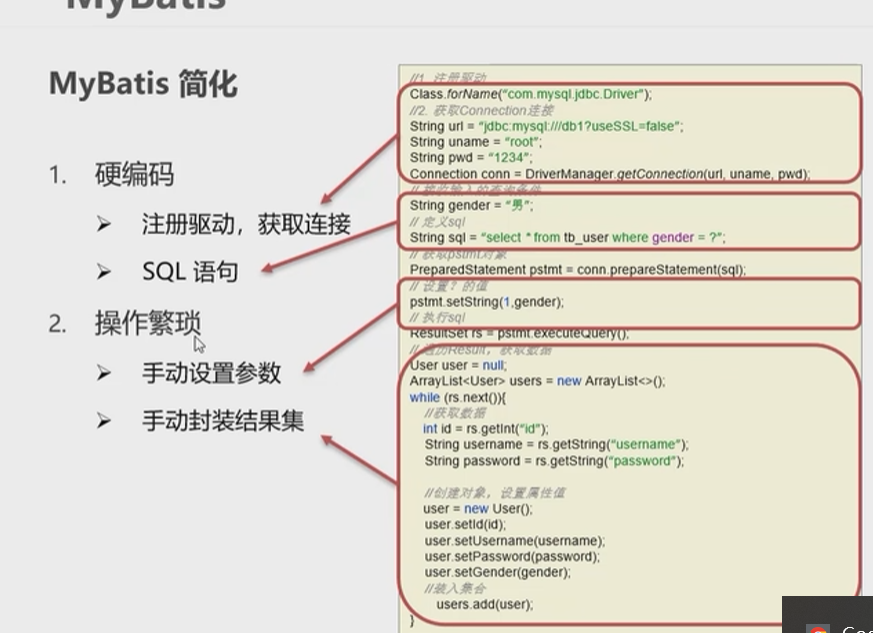 MyBatis
MyBatis 简化
1. 硬编码
➢ 注册驱动，获取连接
➢ SQL 语句
2. 操作繁琐
➢ 手动设置参数
➢ 手动封装结果集
//1. 注册驱动
Class.forName("com.mysql.jdbc.Driver");
//2. 获取Connection连接
String url = "jdbc:mysql:///db1?useSSL=false";
String uname = "root";
String pwd = "1234";
Connection conn = DriverManager.getConnection(url, uname, pwd);
// 接收输入的查询条件
String gender = "男";
// 定义sql
String sql = "select * from tb_user where gender = ?";
// 获取pstmt对象
PreparedStatement pstmt = conn.prepareStatement(sql);
// 设置？的值
pstmt.setString(1,gender);
// 执行sql
ResultSet rs = pstmt.executeQuery();
// 遍历Result，获取数据
User user = null;
ArrayList<User> users = new ArrayList<>();
while (rs.next()){
//获取数据
int id = rs.getInt("id");
String username = rs.getString("username");
String password = rs.getString("password");
//创建对象，设置属性值
user = new User();
user.setId(id);
user.setUsername(username);
user.setPassword(password);
user.setGender(gender);
//装入集合
users.add(user);
}